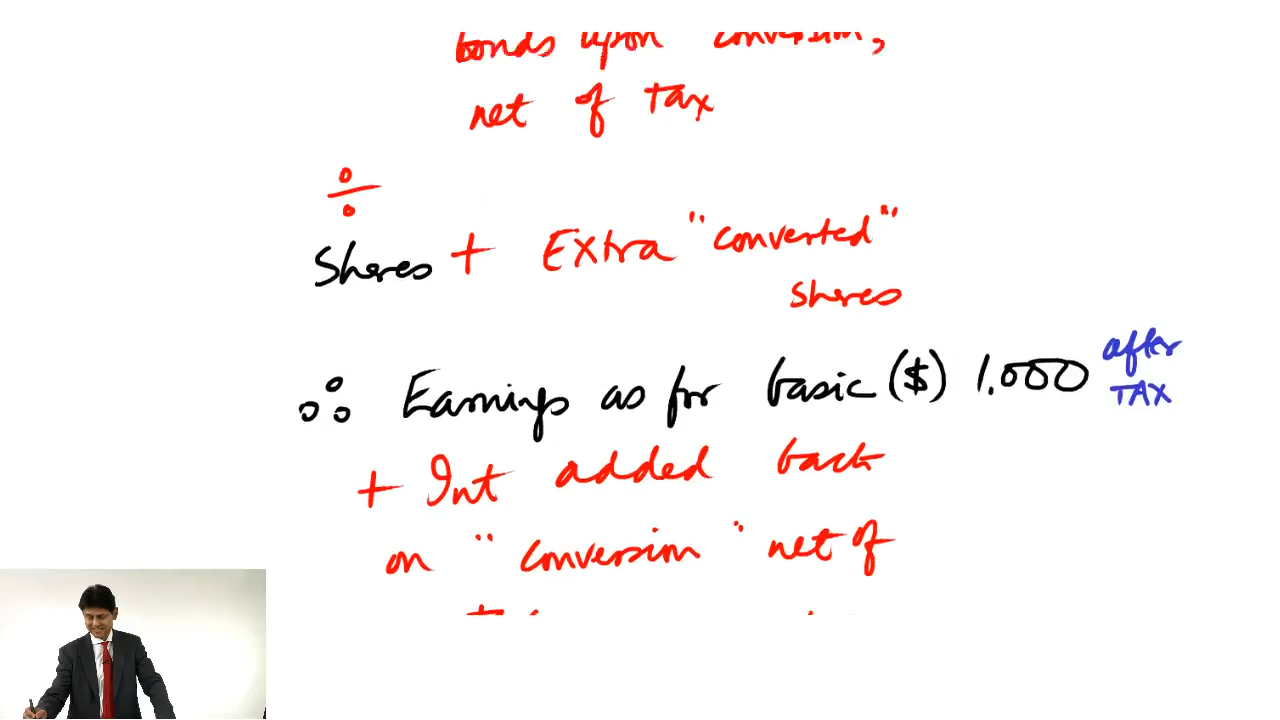 bonds upon conversion,
net of tax
÷
Shares + Extra "converted"
shares
∴ Earnings as for basic ($) 1.000 after
TAX
+ Int added back
on "conversion" net of